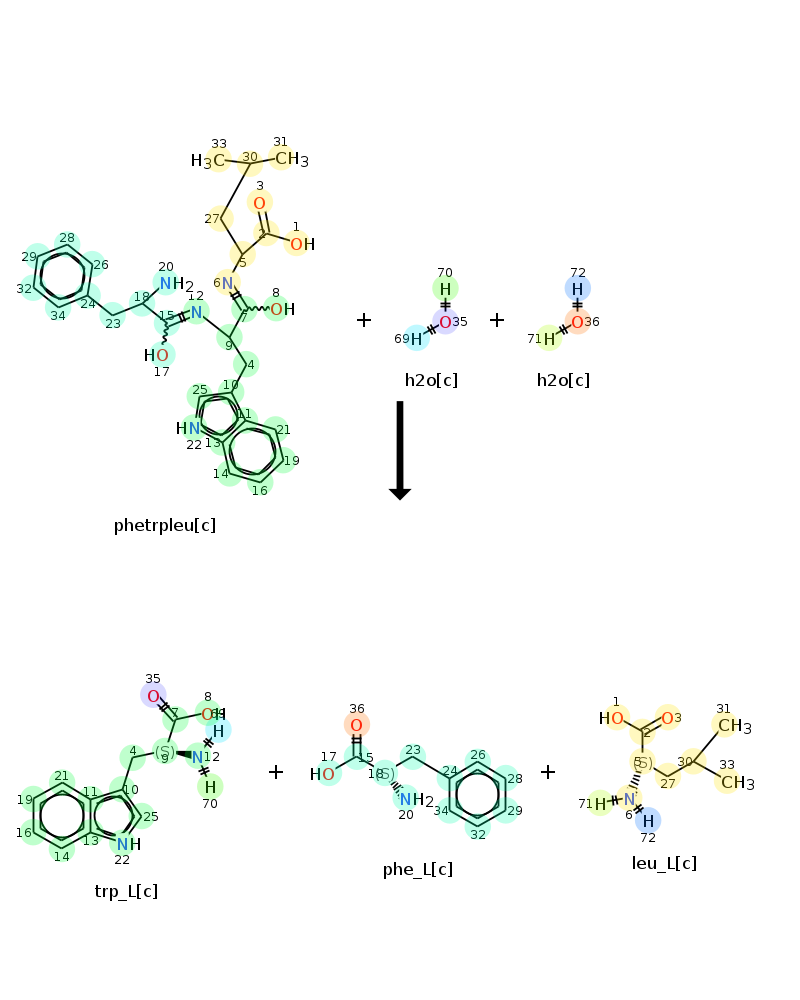 33 30 31
H3C CH3
3
O
27 2 1
OH
5
28
29 26 20
6 N
18 NH2 12 8
32 24 15 N OH
34 23 7
9
HO
17
4
25 10
11
HN 21
22 13
14 19
16
70 72
H H
+ O 35 + O 36
69 H 71 H
h2o[c] h2o[c]
phetrpleu[c]
35
O 8
7 OH 69
H
4 (S) N 12
9
H
70
21
19 11 10
25
16 13
14 NH
22
trp_L[c]
+
36
O
17 15 23
HO 18 (S) 26
24 28
NH2
20 34 29
32
phe_L[c]
+
1
HO O 3 31
2 CH3
5 (S) 30 33
27 CH3
71 H N
6 H
72
leu_L[c]